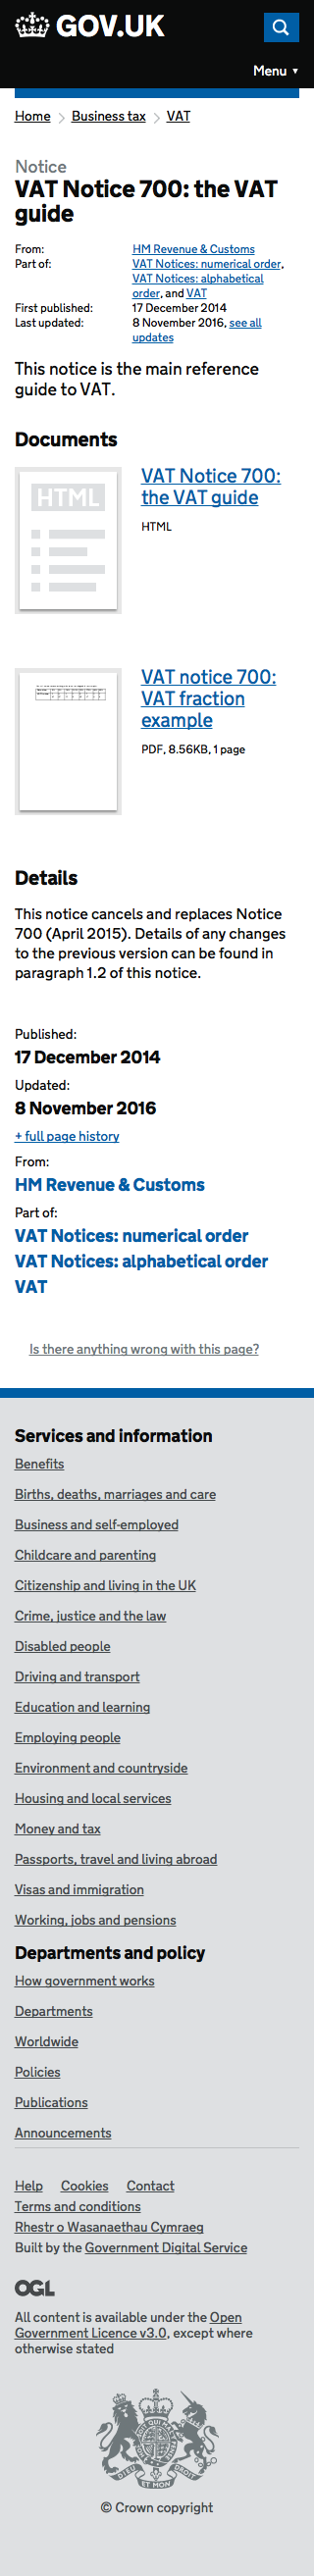 GOV.UK
Menu ▼
Home > Business tax > VAT
Notice
VAT Notice 700: the VAT
guide
From: HM Revenue & Customs
Part of: VAT Notices: numerical order,
VAT Notices: alphabetical
order, and VAT
First published: 17 December 2014
Last updated: 8 November 2016, see all
updates
This notice is the main reference
guide to VAT.
Documents
HTML
VAT Notice 700:
the VAT guide
HTML
VAT notice 700:
VAT fraction
example
PDF, 8.56KB, 1 page
Details
This notice cancels and replaces Notice
700 (April 2015). Details of any changes
to the previous version can be found in
paragraph 1.2 of this notice.
Published:
17 December 2014
Updated:
8 November 2016
+ full page history
From:
HM Revenue & Customs
Part of:
VAT Notices: numerical order
VAT Notices: alphabetical order
VAT
Is there anything wrong with this page?
Services and information
Benefits
Births, deaths, marriages and care
Business and self-employed
Childcare and parenting
Citizenship and living in the UK
Crime, justice and the law
Disabled people
Driving and transport
Education and learning
Employing people
Environment and countryside
Housing and local services
Money and tax
Passports, travel and living abroad
Visas and immigration
Working, jobs and pensions
Departments and policy
How government works
Departments
Worldwide
Policies
Publications
Announcements
Help Cookies Contact
Terms and conditions
Rhestr o Wasanaethau Cymraeg
Built by the Government Digital Service
OGL
All content is available under the Open
Government Licence v3.0, except where
otherwise stated
DIEU ET MON DROIT
© Crown copyright